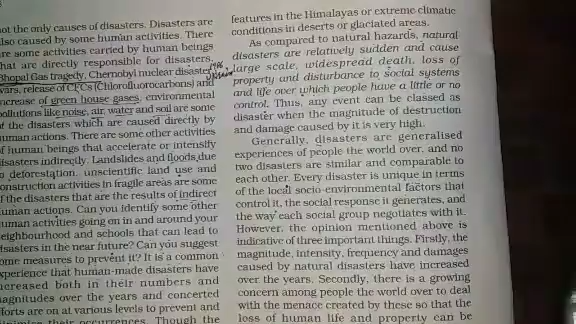 not the only causes of disasters. Disasters are
also caused by some human activities. There
are some activities carried by human beings
that are directly responsible for disasters.
Bhopal Gas tragedy, Chernobyl nuclear disaster,
wars, release of CFCs (Chlorofluorocarbons) and
increase of green house gases, environmental
pollutions like noise, air, water and soil are some
of the disasters which are caused directly by
human actions. There are some other activities
of human beings that accelerate or intensify
disasters indirectly. Landslides and floods due
to deforestation, unscientific land use and
construction activities in fragile areas are some
of the disasters that are the results of indirect
human actions. Can you identify some other
human activities going on in and around your
neighbourhood and schools that can lead to
disasters in the near future? Can you suggest
some measures to prevent it? It is a common
experience that human-made disasters have
increased both in their numbers and
magnitudes over the years and concerted
efforts are on at various levels to prevent and
minimise their occurrences. Though the
features in the Himalayas or extreme climatic
conditions in deserts or glaciated areas.
As compared to natural hazards, natural
disasters are relatively sudden and cause
large scale, widespread death, loss of
property and disturbance to social systems
and life over which people have a little or no
control. Thus, any event can be classed as
disaster when the magnitude of destruction
and damage caused by it is very high.
Generally, disasters are generalised
experiences of people the world over, and no
two disasters are similar and comparable to
each other. Every disaster is unique in terms
of the local socio-environmental factors that
control it, the social response it generates, and
the way each social group negotiates with it.
However, the opinion mentioned above is
indicative of three important things. Firstly, the
magnitude, intensity, frequency and damages
caused by natural disasters have increased
over the years. Secondly, there is a growing
concern among people the world over to deal
with the menace created by these so that the
loss of human life and property can be